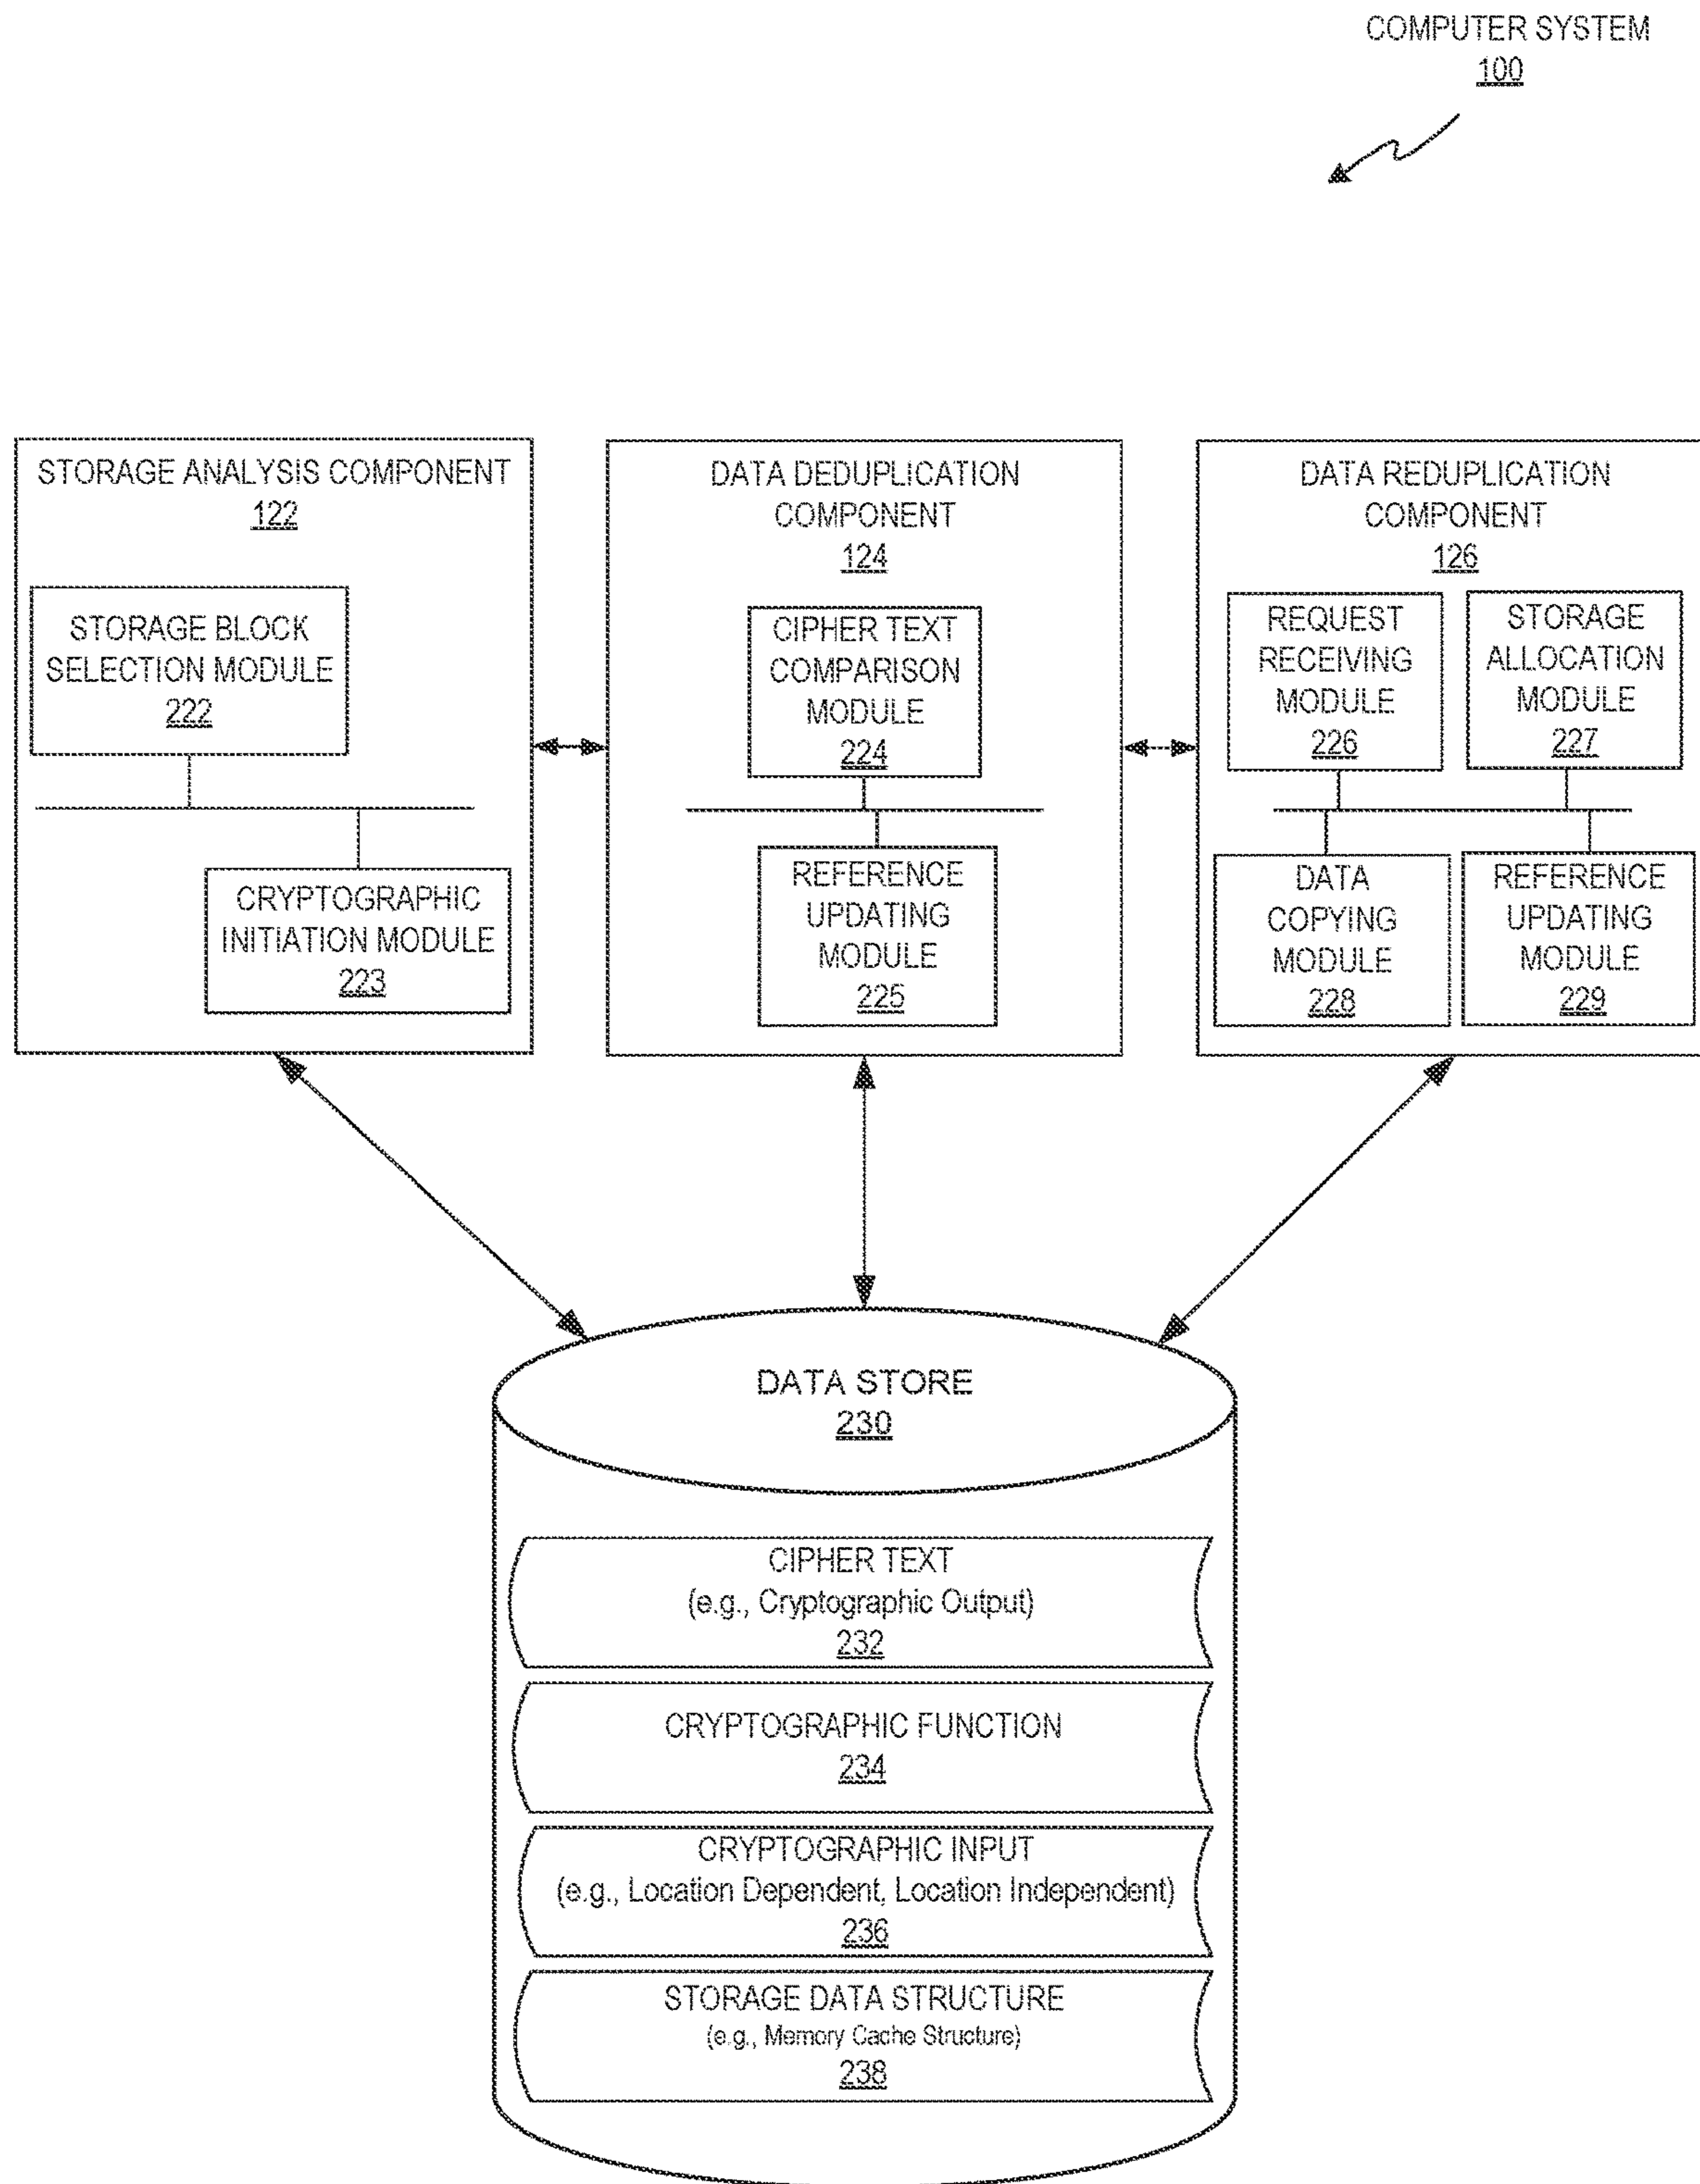 COMPUTER SYSTEM
100
STORAGE ANALYSIS COMPONENT
122
STORAGE BLOCK
SELECTION MODULE
222
CRYPTOGRAPHIC
INITIATION MODULE
223
DATA DEDUPLICATION
COMPONENT
124
CIPHER TEXT
COMPARISON
MODULE
224
REFERENCE
UPDATING
MODULE
225
DATA REDUPLICATION
COMPONENT
126
REQUEST
RECEIVING
MODULE
226
STORAGE
ALLOCATION
MODULE
227
DATA
COPYING
MODULE
228
REFERENCE
UPDATING
MODULE
229
DATA STORE
230
CIPHER TEXT
(e.g., Cryptographic Output)
232
CRYPTOGRAPHIC FUNCTION
234
CRYPTOGRAPHIC INPUT
(e.g., Location Dependent, Location Independent)
236
STORAGE DATA STRUCTURE
(e.g., Memory Cache Structure)
238